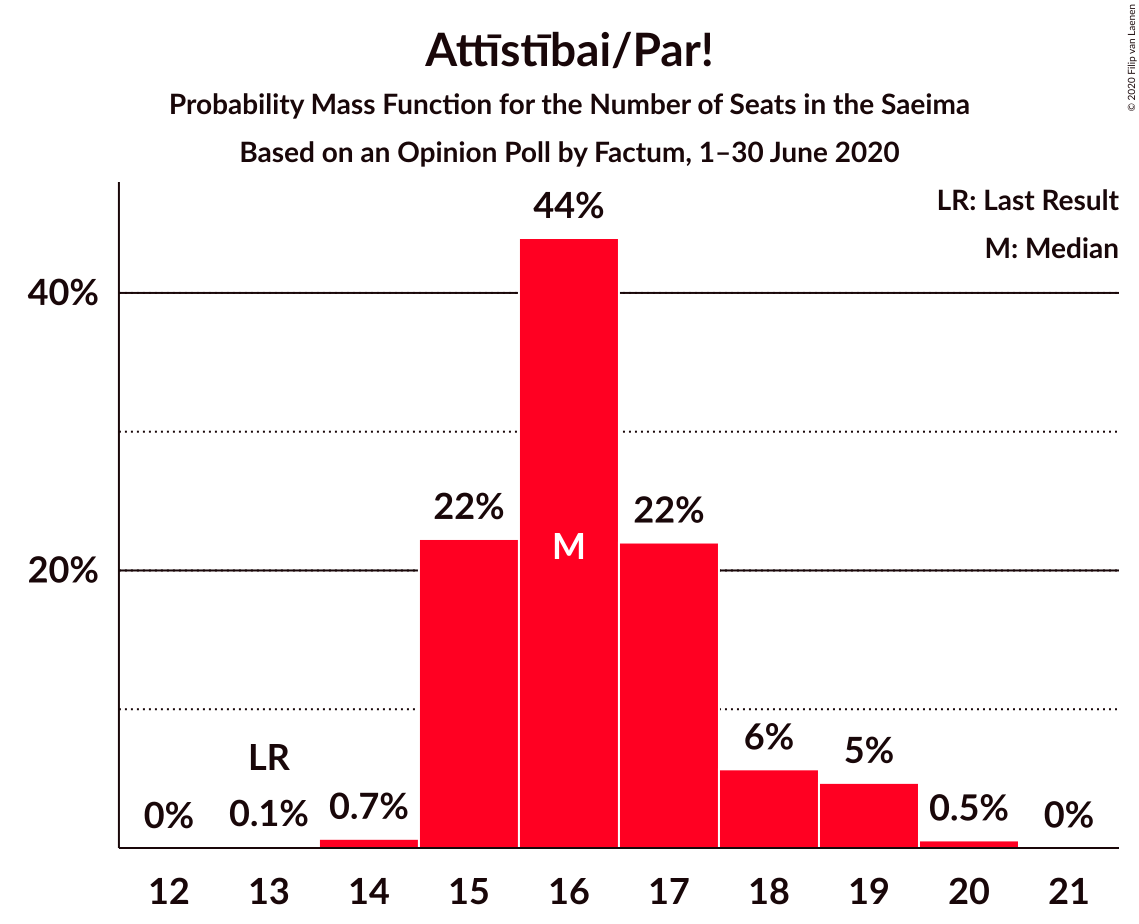 Attīstībai/Par!
Probability Mass Function for the Number of Seats in the Saeima
Based on an Opinion Poll by Factum, 1–30 June 2020
© 2020 Filip van Laenen
LR: Last Result
M: Median
44%
40%
22%
22%
M
20%
LR
6%
5%
0%
0.1%
0.7%
0.5%
0%
12 13 14 15 16 17 18 19 20 21